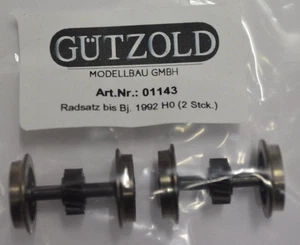 GÜTZOLD
MODELLBAU GMBH
Art.Nr.: 01143
Radsatz bis Bj. 1992 H0 (2 Stck.)